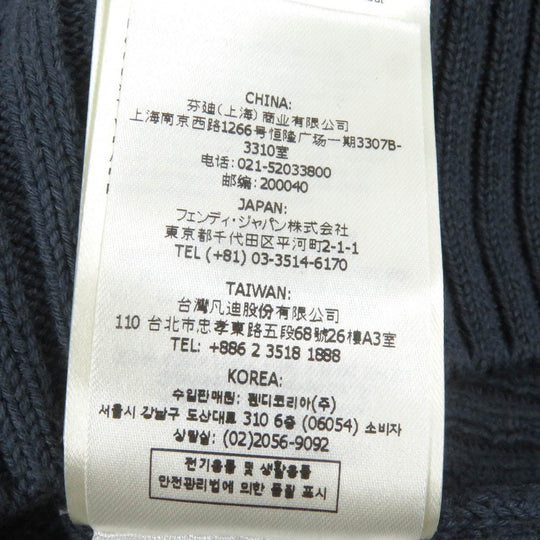 CHINA:
芬迪(上海)商业有限公司
上海南京西路1266号恒隆广场一期3307B-
3310室
电话:021-52033800
邮编:200040
JAPAN:
フェンディ・ジャパン株式会社
東京都千代田区平河町2-1-1
TEL (+81) 03-3514-6170
TAIWAN:
台灣凡迪股份有限公司
110 台北市忠孝東路五段68號26樓A3室
TEL: +886 2 3518 1888
KOREA:
수입판매원: 펜디코리아(주)
서울시 강남구 도산대로 310 6층 (06054) 소비자
상담실: (02)2056-9092
전기용품 및 생활용품
안전관리법에 의한 품질 표시